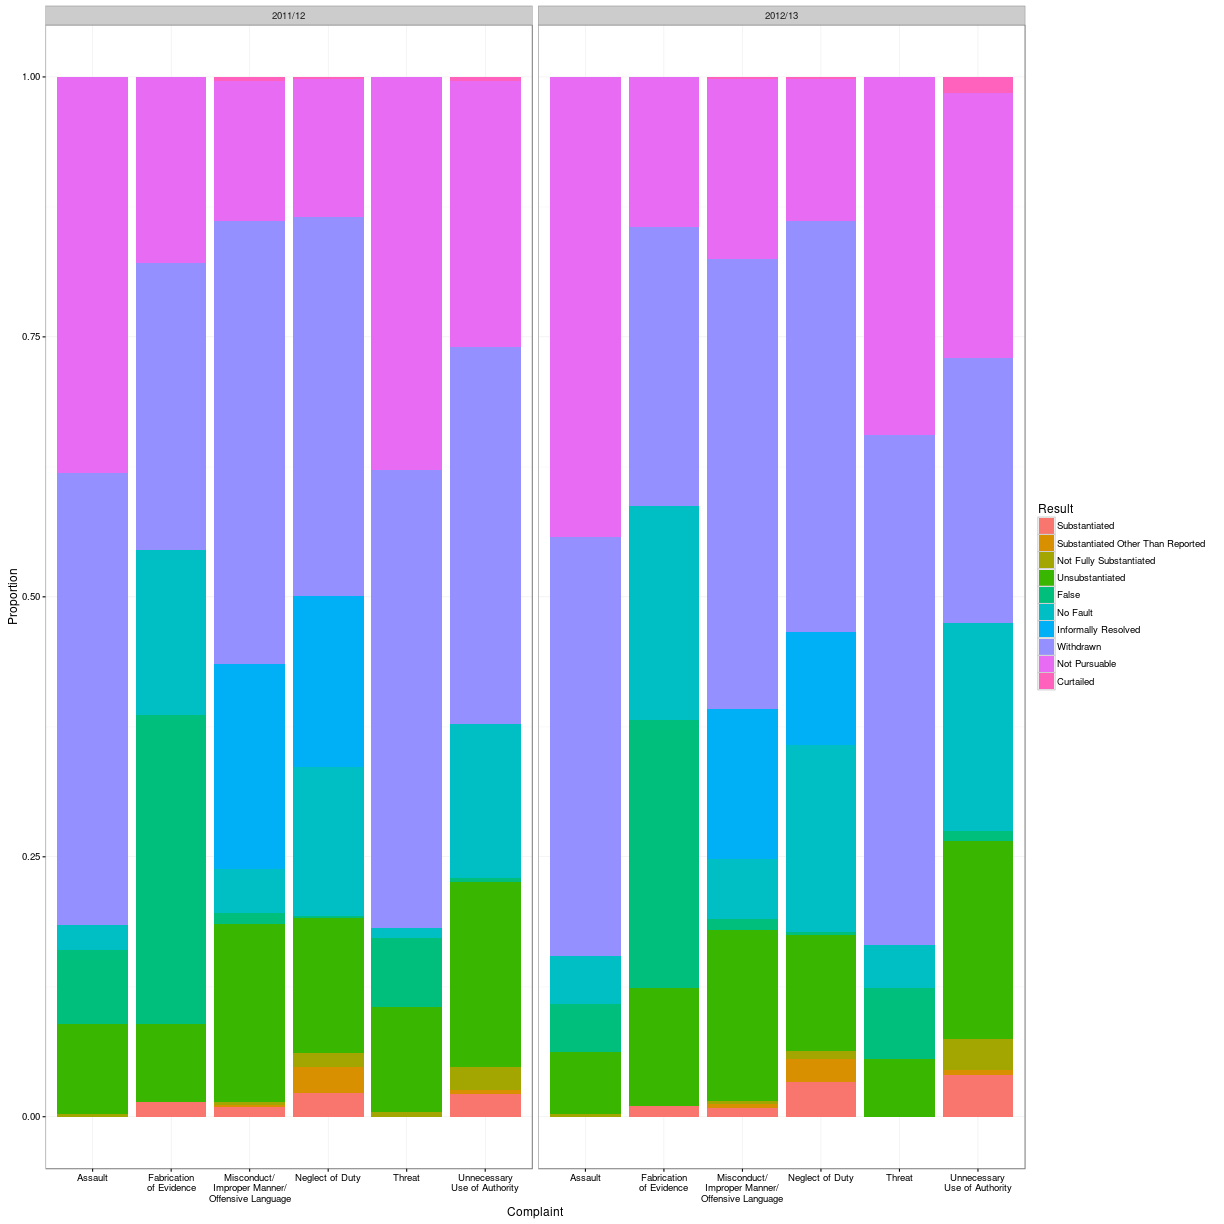 2011/12
2012/13
1.00
0.75
0.50
0.25
0.00
Proportion
Assault
Fabrication
of Evidence
Misconduct/
Improper Manner/
Offensive Language
Neglect of Duty
Threat
Unnecessary
Use of Authority
Assault
Fabrication
of Evidence
Misconduct/
Improper Manner/
Offensive Language
Neglect of Duty
Threat
Unnecessary
Use of Authority
Complaint
Result
Substantiated
Substantiated Other Than Reported
Not Fully Substantiated
Unsubstantiated
False
No Fault
Informally Resolved
Withdrawn
Not Pursuable
Curtailed